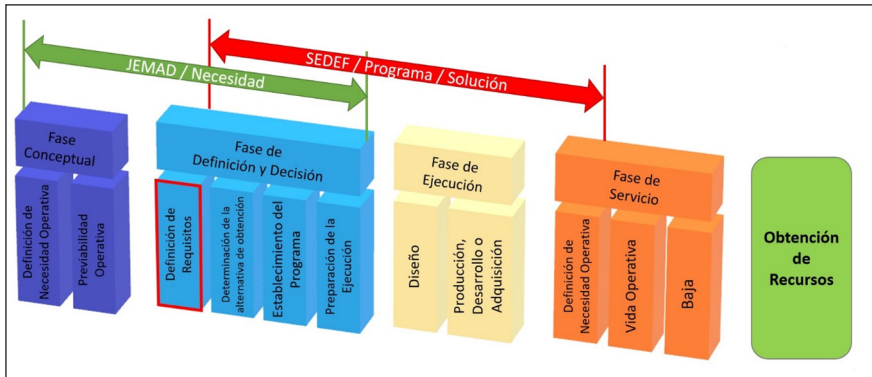 JEMAD / Necesidad
SEDEF / Programa / Solución
Fase
Conceptual
Definición de
Necesidad Operativa
Previabilidad
Operativa
Fase de
Definición y Decisión
Definición de
Requisitos
Determinación de la
alternativa de obtención
Establecimiento del
Programa
Preparación de la
Ejecución
Fase de
Ejecución
Diseño
Producción,
Desarrollo o
Adquisición
Fase de
Servicio
Definición de
Necesidad Operativa
Vida Operativa
Baja
Obtención
de
Recursos